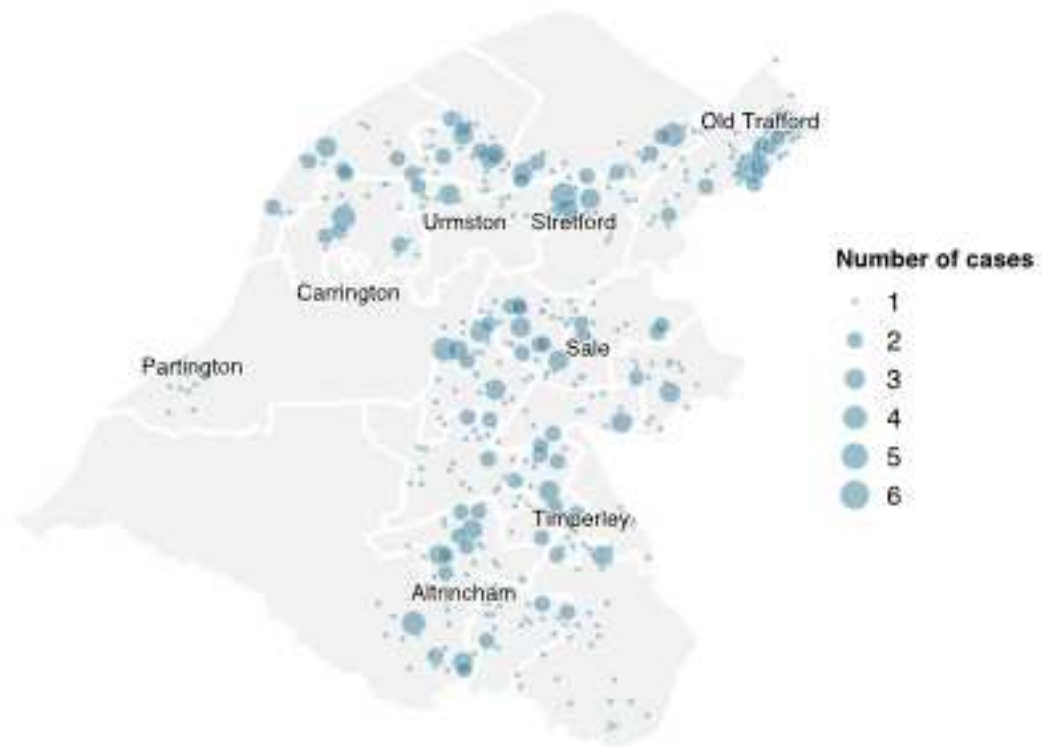 Old Trafford
Urmston
Stretford
Number of cases
Carrington
1
2
Sale
Partington
3
4
5
6
Timperley
Altrincham